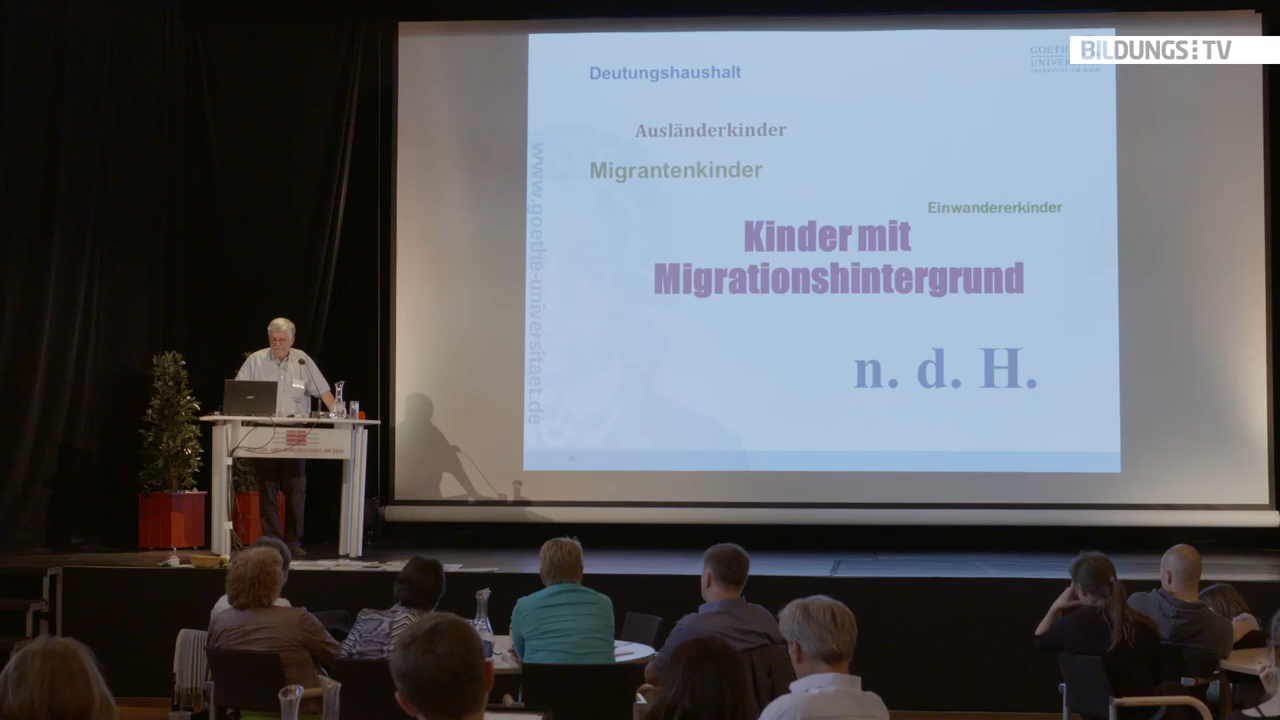 BILDUNGS TV
Deutungshaushalt
Ausländerkinder
Migrantenkinder
Einwandererkinder
Kinder mit
Migrationshintergrund
n. d. H.
www.goethe-universitaet.de